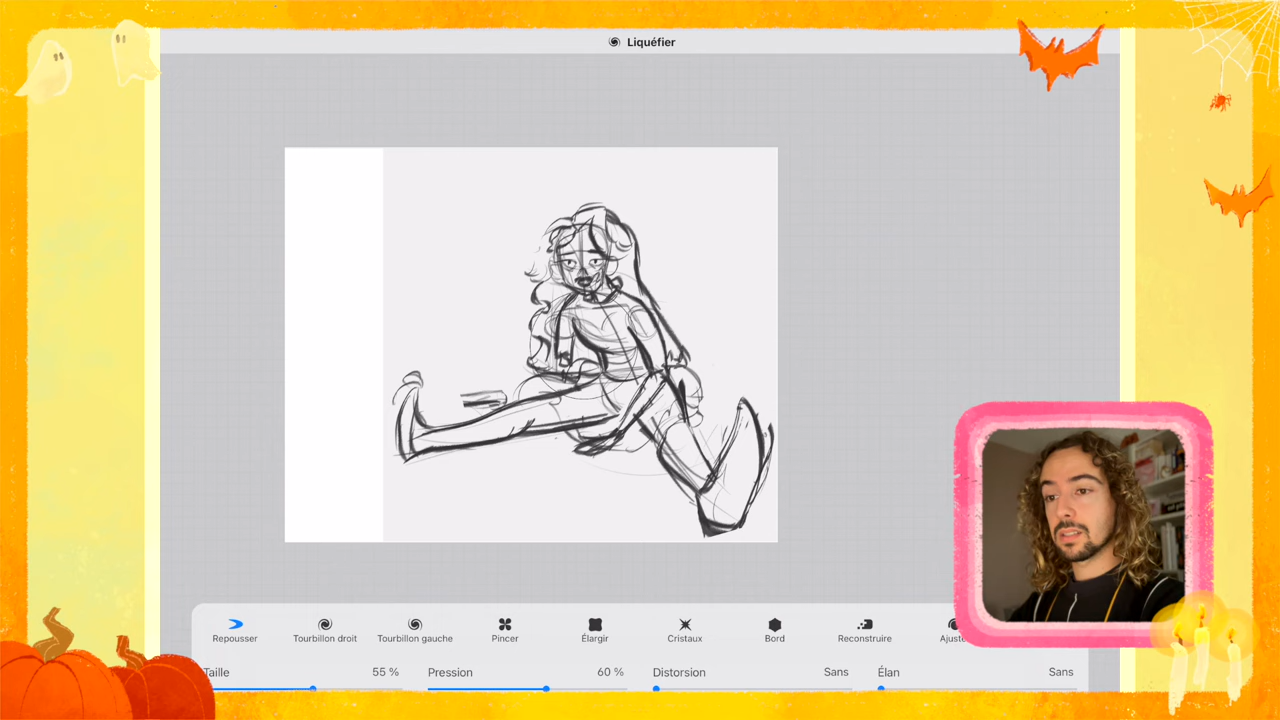 Liquéfier
Repousser
Tourbillon droit
Tourbillon gauche
Pincer
Élargir
Cristaux
Bord
Reconstruire
Taille 55 %
Pression 60 %
Distorsion Sans
Élan Sans